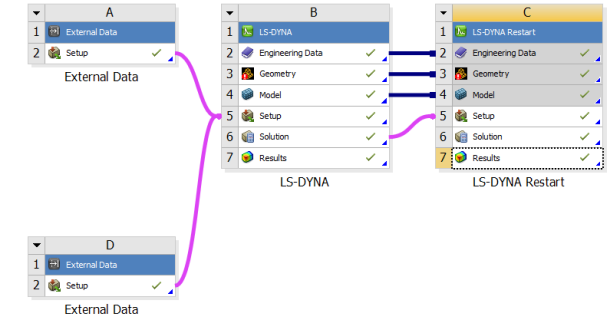 A
1 External Data
2 Setup
External Data
B
1 LS-DYNA
2 Engineering Data
3 Geometry
4 Model
5 Setup
6 Solution
7 Results
LS-DYNA
C
1 LS-DYNA Restart
2 Engineering Data
3 Geometry
4 Model
5 Setup
6 Solution
7 Results
LS-DYNA Restart
D
1 External Data
2 Setup
External Data